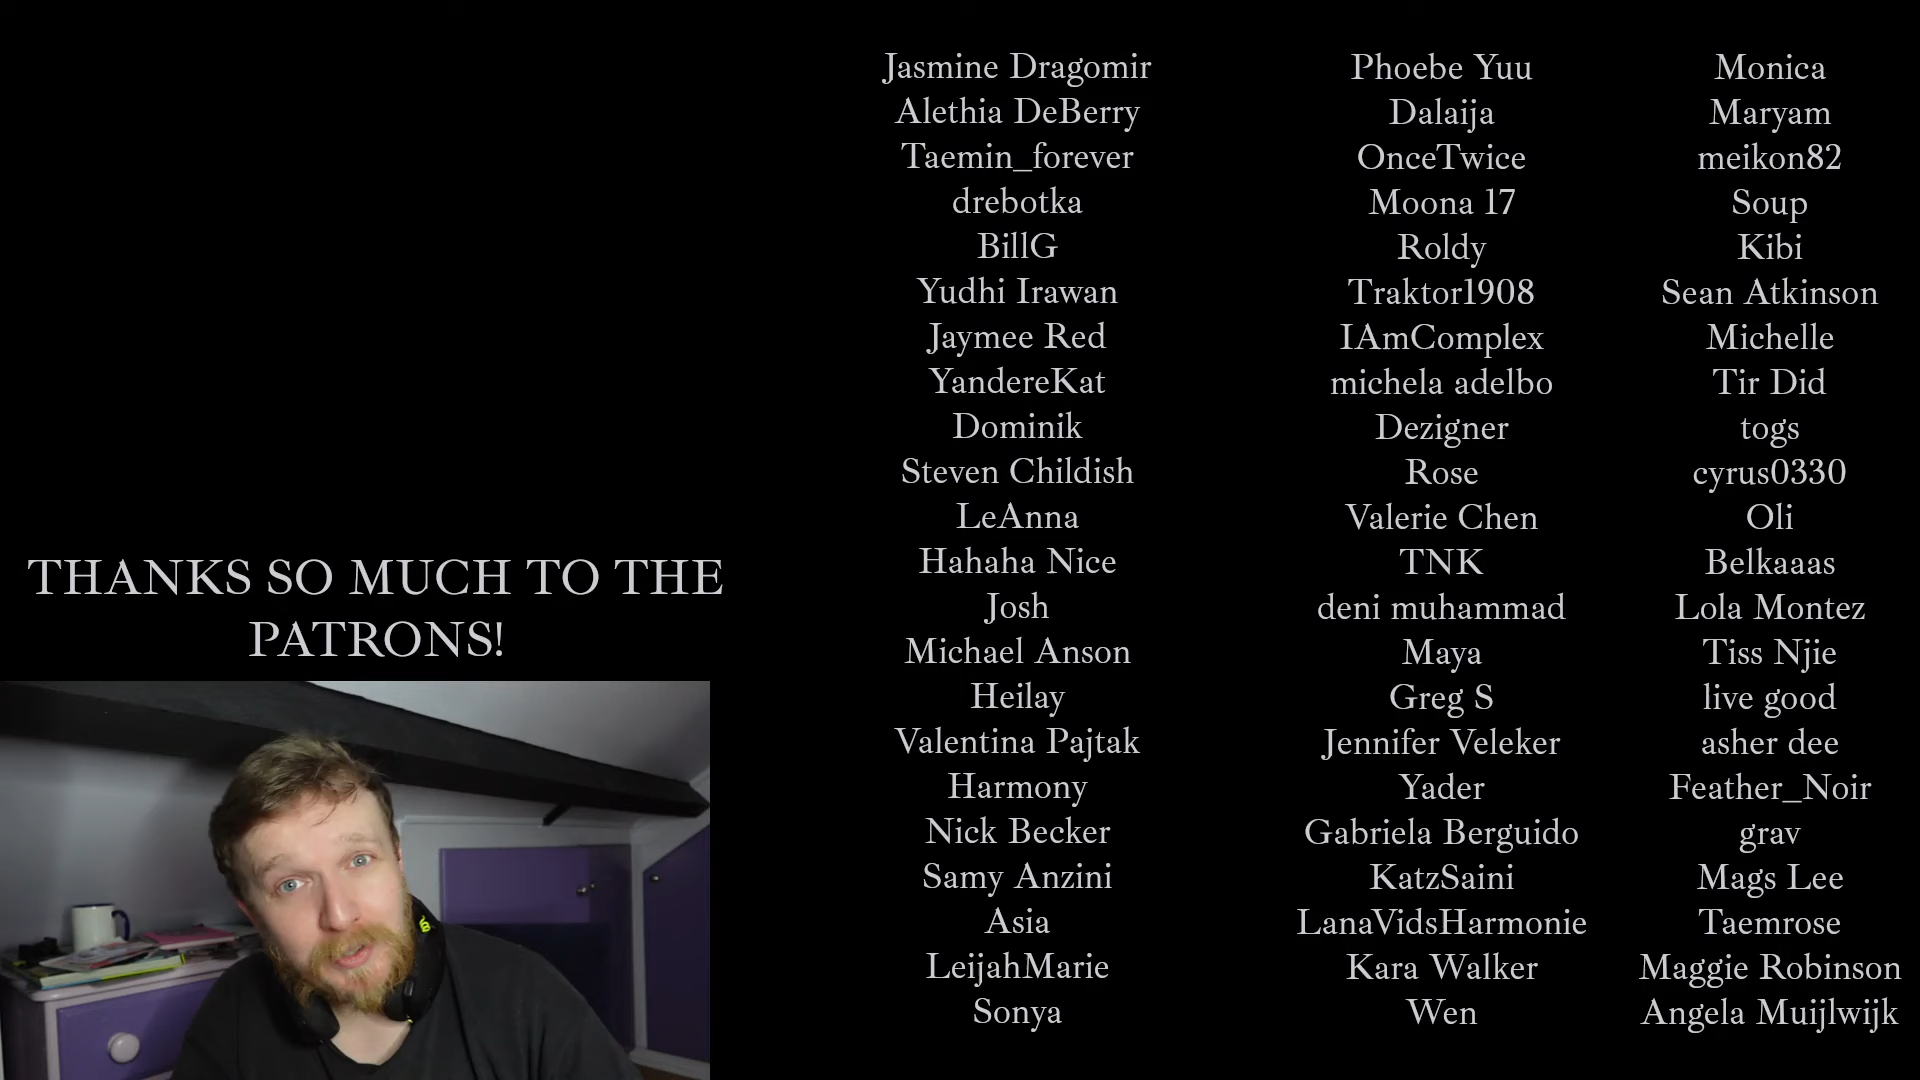 THANKS SO MUCH TO THE
PATRONS!
Jasmine Dragomir
Alethia DeBerry
Taemin_forever
drebotka
BillG
Yudhi Irawan
Jaymee Red
YandereKat
Dominik
Steven Childish
LeAnna
Hahaha Nice
Josh
Michael Anson
Heilay
Valentina Pajtak
Harmony
Nick Becker
Samy Anzini
Asia
LeijahMarie
Sonya
Phoebe Yuu
Dalaija
OnceTwice
Moona 17
Roldy
Traktor1908
IAmComplex
michela adelbo
Dezigner
Rose
Valerie Chen
TNK
deni muhammad
Maya
Greg S
Jennifer Veleker
Yader
Gabriela Berguido
KatzSaini
LanaVidsHarmonie
Kara Walker
Wen
Monica
Maryam
meikon82
Soup
Kibi
Sean Atkinson
Michelle
Tir Did
togs
cyrus0330
Oli
Belkaaas
Lola Montez
Tiss Njie
live good
asher dee
Feather_Noir
grav
Mags Lee
Taemrose
Maggie Robinson
Angela Muijlwijk